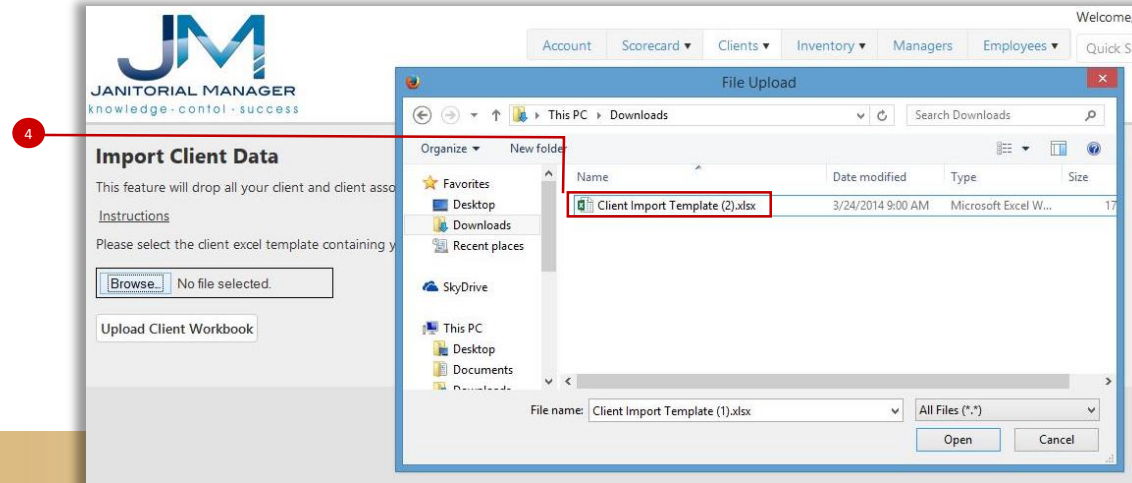 Welcome,
JM
JANITORIAL MANAGER
knowledge - contol - success
Account Scorecard Clients Inventory Managers Employees Quick S
File Upload
This PC Downloads
Search Downloads
4
Organize New folder
Import Client Data
This feature will drop all your client and client asso
Instructions
Please select the client excel template containing y
Browse... No file selected.
Upload Client Workbook
Favorites
Desktop
Downloads
Recent places
SkyDrive
This PC
Desktop
Documents
Downloads
Name Date modified Type Size
Client Import Template (2).xlsx 3/24/2014 9:00 AM Microsoft Excel W... 17
File name: Client Import Template (1).xlsx All Files (*.*)
Open Cancel